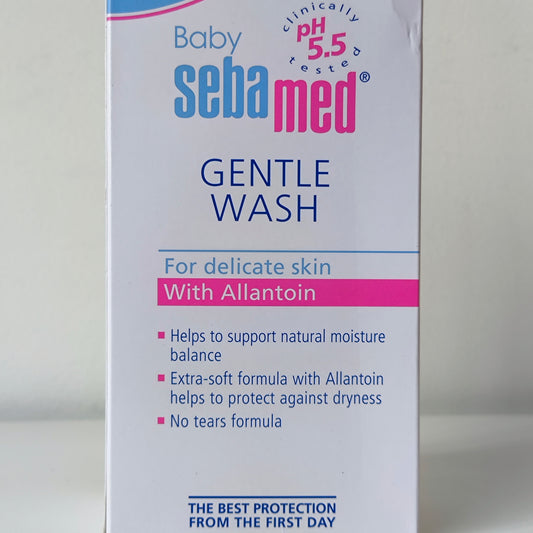 Baby
clinically
pH
5.5
tested
sebamed®
GENTLE
WASH
For delicate skin
With Allantoin
Helps to support natural moisture
balance
Extra-soft formula with Allantoin
helps to protect against dryness
No tears formula
THE BEST PROTECTION
FROM THE FIRST DAY